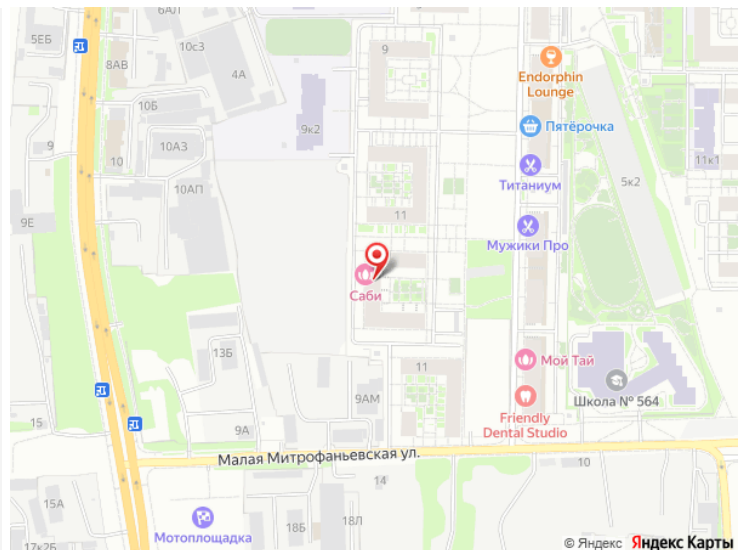 6АЛ
5ЕБ
10с3
8АВ
4А
9
Endorphin
Lounge
10Б
9к2
Пятёрочка
9
10
10А3
11к1
Титаниум
5к2
10АП
11
9Е
Мужики Про
Саби
13Б
11
Мой Тай
9АМ
Школа № 564
15
9А
Friendly
Dental Studio
Малая Митрофаньевская ул.
10
14
15А
18Б
18Л
Мотоплощадка
17к2Б
© Яндекс Яндекс Карты